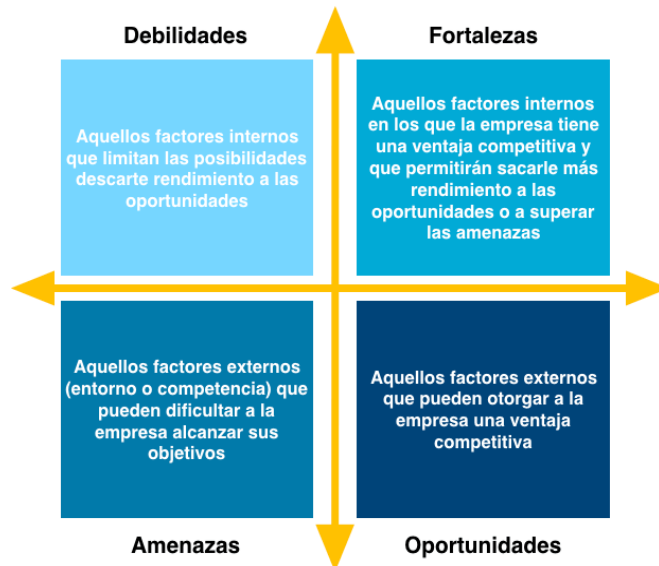 Debilidades
Fortalezas
Aquellos factores internos
que limitan las posibilidades
descarte rendimiento a las
oportunidades
Aquellos factores internos
en los que la empresa tiene
una ventaja competitiva y
que permitirán sacarle más
rendimiento a las
oportunidades o a superar
las amenazas
Aquellos factores externos
(entorno o competencia) que
pueden dificultar a la
empresa alcanzar sus
objetivos
Aquellos factores externos
que pueden otorgar a la
empresa una ventaja
competitiva
Amenazas
Oportunidades